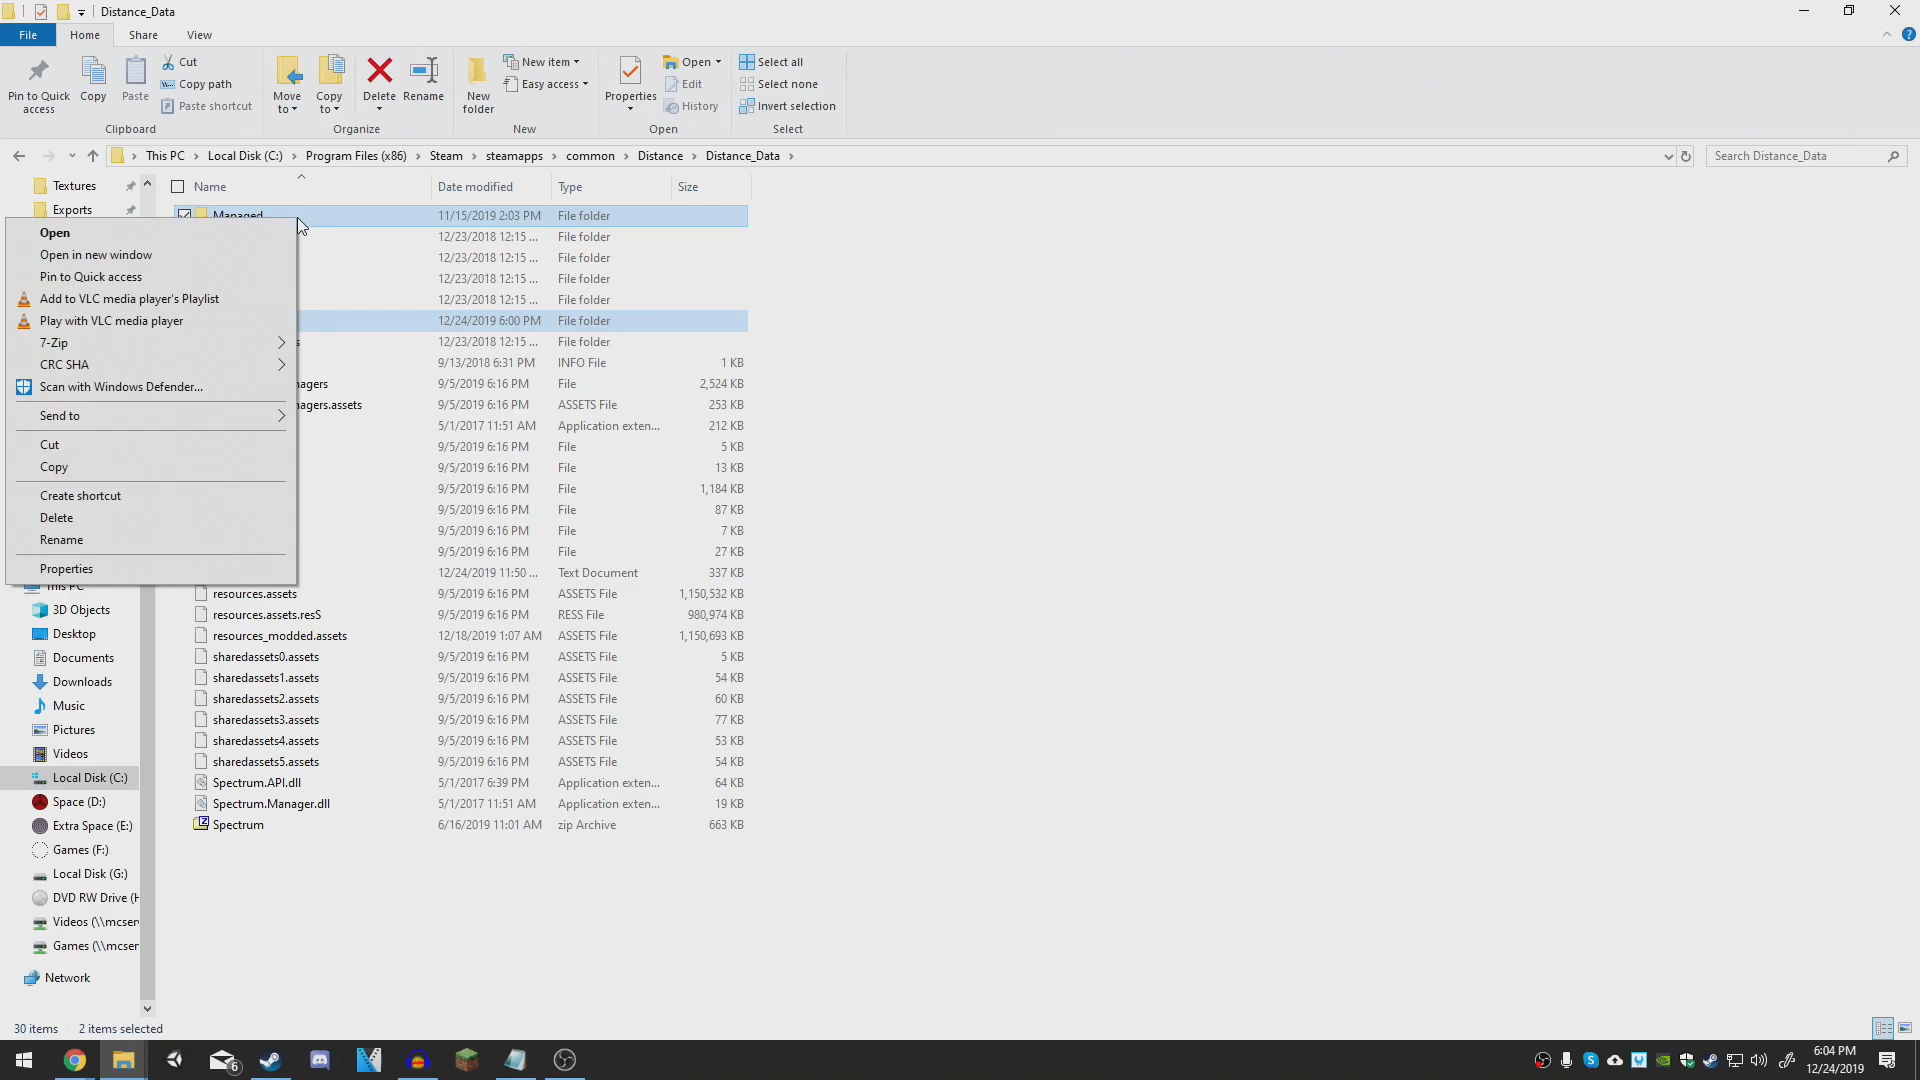 Distance_Data
File
Home
Share
View
Pin to Quick access
Copy
Paste
Cut
Copy path
Paste shortcut
Clipboard
Move to
Copy to
Delete
Rename
Organize
New folder
New item
Easy access
New
Properties
Open
Edit
History
Open
Select all
Select none
Invert selection
Select
This PC > Local Disk (C:) > Program Files (x86) > Steam > steamapps > common > Distance > Distance_Data >
Search Distance_Data
Textures
Exports
Name Date modified Type Size
Managed 11/15/2019 2:03 PM File folder
12/23/2018 12:15 ... File folder
12/23/2018 12:15 ... File folder
12/23/2018 12:15 ... File folder
12/23/2018 12:15 ... File folder
12/24/2019 6:00 PM File folder
s 12/23/2018 12:15 ... File folder
9/13/2018 6:31 PM INFO File 1 KB
nagers 9/5/2019 6:16 PM File 2,524 KB
nagers.assets 9/5/2019 6:16 PM ASSETS File 253 KB
5/1/2017 11:51 AM Application exten... 212 KB
9/5/2019 6:16 PM File 5 KB
9/5/2019 6:16 PM File 13 KB
9/5/2019 6:16 PM File 1,184 KB
9/5/2019 6:16 PM File 87 KB
9/5/2019 6:16 PM File 7 KB
9/5/2019 6:16 PM File 27 KB
12/24/2019 11:50 ... Text Document 337 KB
resources.assets 9/5/2019 6:16 PM ASSETS File 1,150,532 KB
resources.assets.resS 9/5/2019 6:16 PM RESS File 980,974 KB
resources_modded.assets 12/18/2019 1:07 AM ASSETS File 1,150,693 KB
sharedassets0.assets 9/5/2019 6:16 PM ASSETS File 5 KB
sharedassets1.assets 9/5/2019 6:16 PM ASSETS File 54 KB
sharedassets2.assets 9/5/2019 6:16 PM ASSETS File 60 KB
sharedassets3.assets 9/5/2019 6:16 PM ASSETS File 77 KB
sharedassets4.assets 9/5/2019 6:16 PM ASSETS File 53 KB
sharedassets5.assets 9/5/2019 6:16 PM ASSETS File 54 KB
Spectrum.API.dll 5/1/2017 6:39 PM Application exten... 64 KB
Spectrum.Manager.dll 5/1/2017 11:51 AM Application exten... 19 KB
Spectrum 6/16/2019 11:01 AM zip Archive 663 KB
Open
Open in new window
Pin to Quick access
Add to VLC media player's Playlist
Play with VLC media player
7-Zip
CRC SHA
Scan with Windows Defender...
Send to
Cut
Copy
Create shortcut
Delete
Rename
Properties
This PC
3D Objects
Desktop
Documents
Downloads
Music
Pictures
Videos
Local Disk (C:)
Space (D:)
Extra Space (E:)
Games (F:)
Local Disk (G:)
DVD RW Drive (H
Videos (\\mcser
Games (\\mcser
Network
30 items 2 items selected
6
6:04 PM
12/24/2019